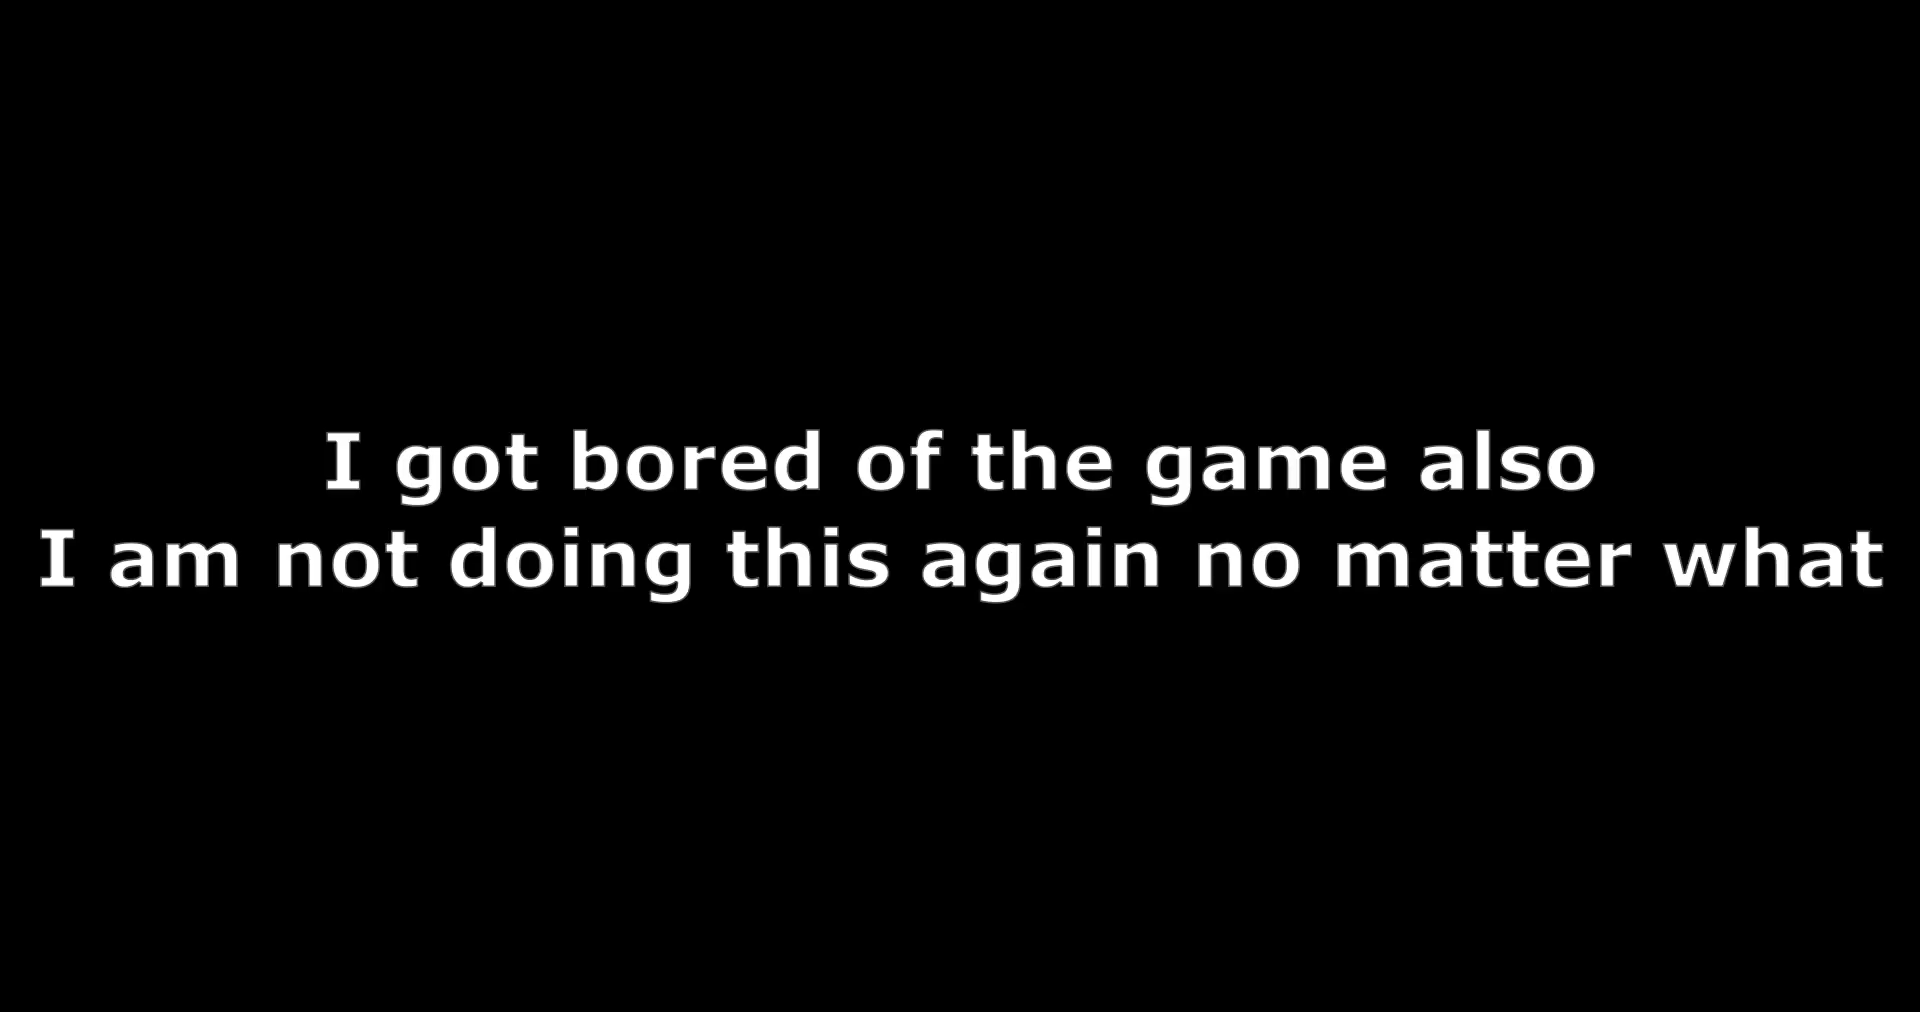 I got bored of the game also
I am not doing this again no matter what